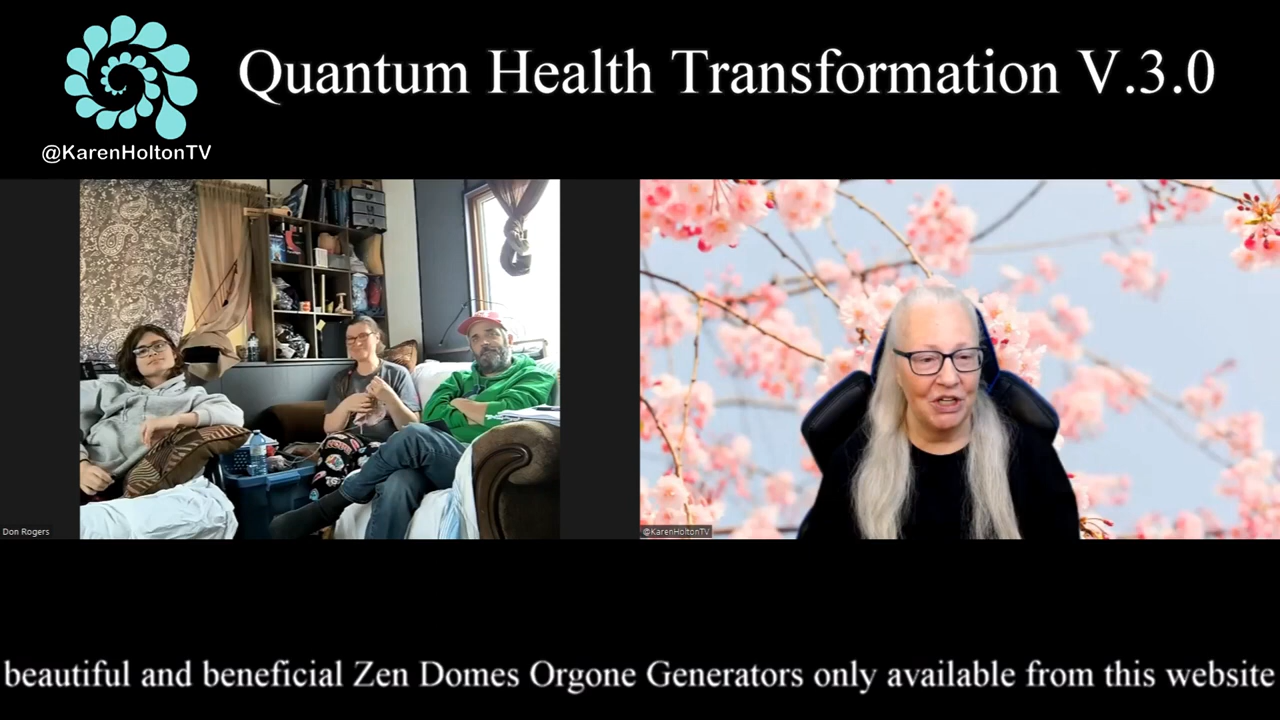 Quantum Health Transformation V.3.0
@KarenHoltonTV
Don Rogers
@KarenHoltonTV
beautiful and beneficial Zen Domes Orgone Generators only available from this website